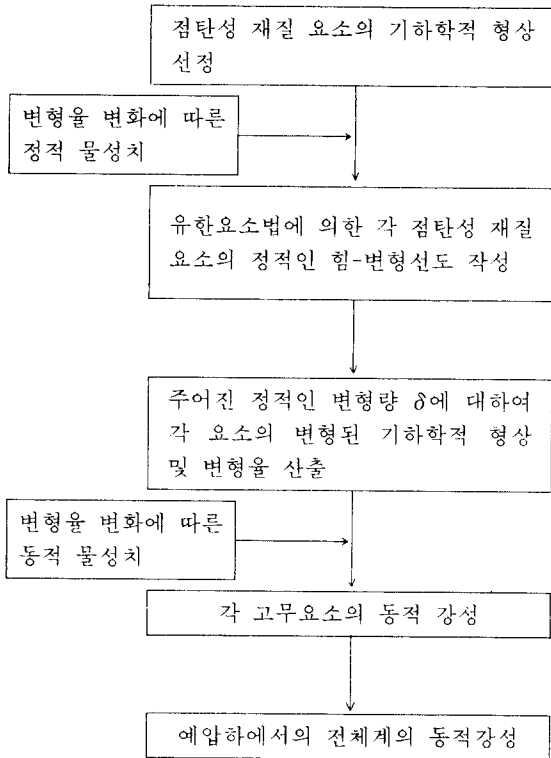 점탄성 재질 요소의 기하학적 형상
선정
변형율 변화에 따른
정적 물성치
유한요소법에 의한 각 점탄성 재질
요소의 정적인 힘-변형선도 작성
주어진 정적인 변형량 δ에 대하여
각 요소의 변형된 기하학적 형상
및 변형율 산출
변형율 변화에 따른
동적 물성치
각 고무요소의 동적 강성
예압하에서의 전체계의 동적강성